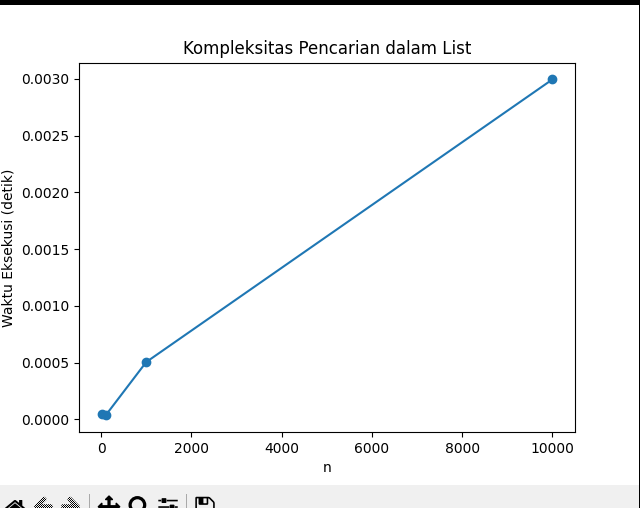 Kompleksitas Pencarian dalam List
0.0030
0.0025
0.0020
0.0015
0.0010
0.0005
0.0000
Waktu Eksekusi (detik)
0 2000 4000 6000 8000 10000
n